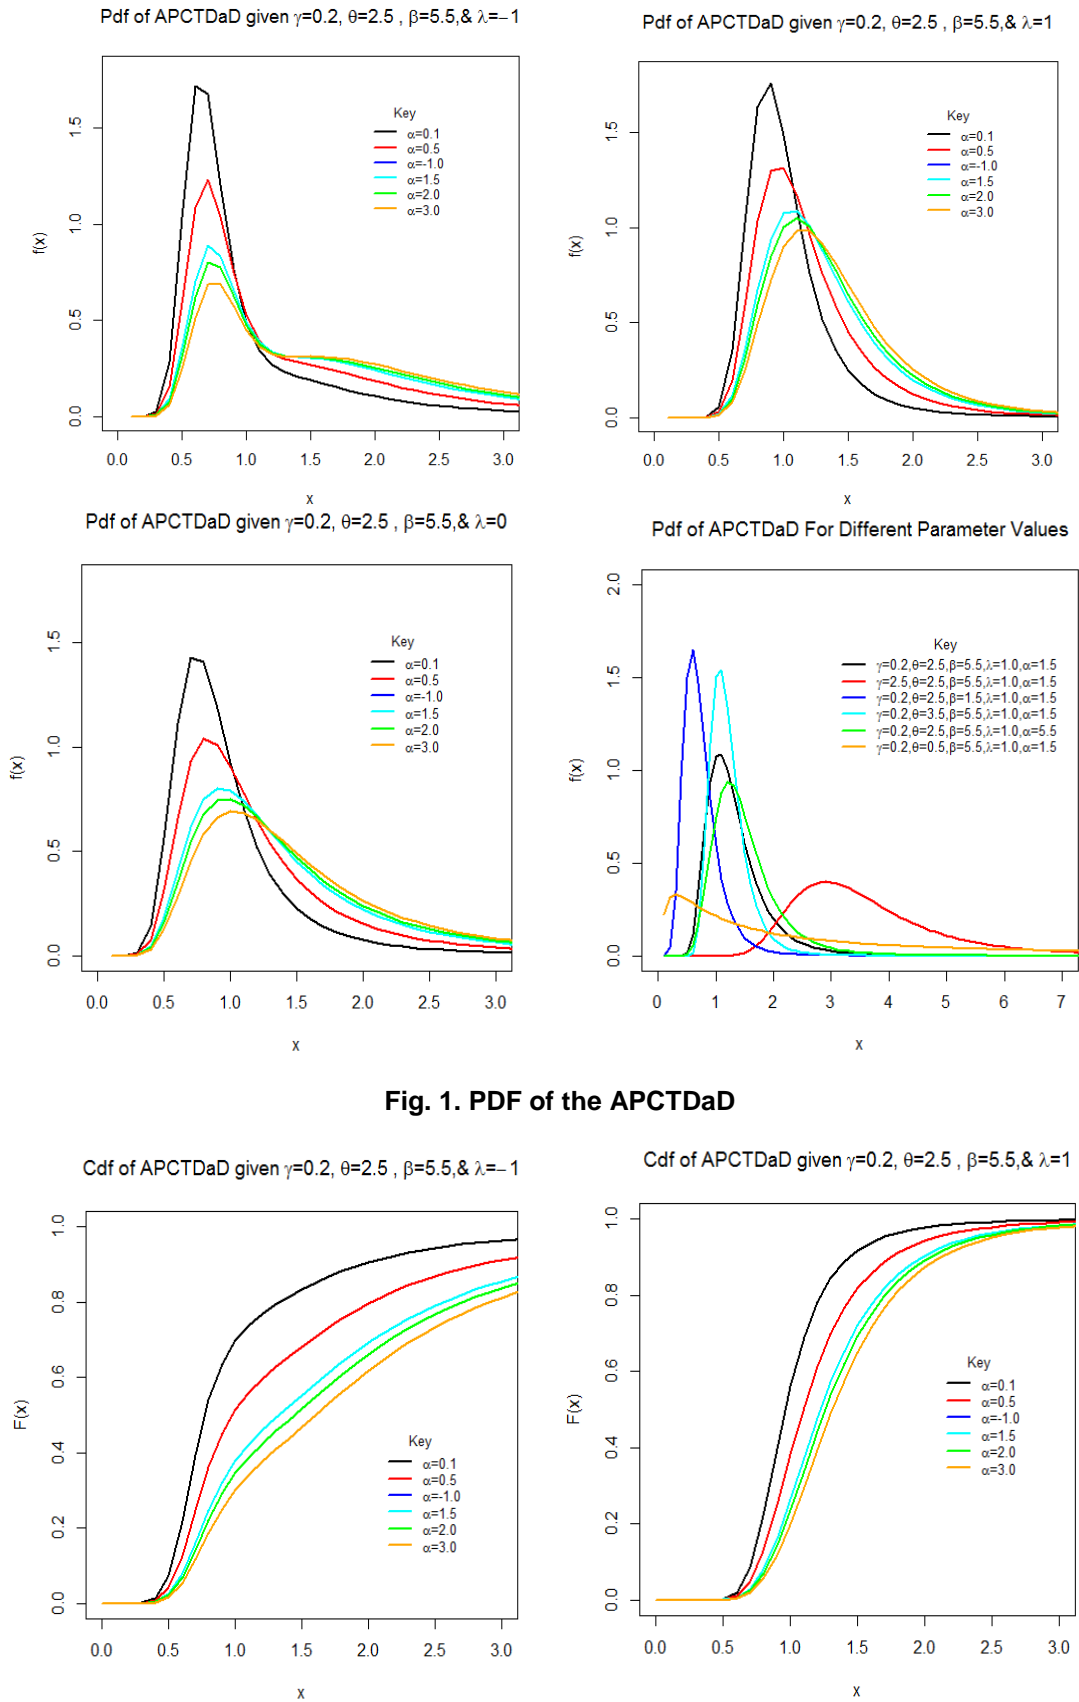 Pdf of APCTDaD given γ=0.2, θ=2.5 , β=5.5,& λ=−1
Key
α=0.1
α=0.5
α=-1.0
α=1.5
α=2.0
α=3.0
f(x)
0.0 0.5 1.0 1.5
0.0 0.5 1.0 1.5 2.0 2.5 3.0
x
Pdf of APCTDaD given γ=0.2, θ=2.5 , β=5.5,& λ=1
Key
α=0.1
α=0.5
α=-1.0
α=1.5
α=2.0
α=3.0
f(x)
0.0 0.5 1.0 1.5
0.0 0.5 1.0 1.5 2.0 2.5 3.0
x
Pdf of APCTDaD given γ=0.2, θ=2.5 , β=5.5,& λ=0
Key
α=0.1
α=0.5
α=-1.0
α=1.5
α=2.0
α=3.0
f(x)
0.0 0.5 1.0 1.5
0.0 0.5 1.0 1.5 2.0 2.5 3.0
x
Pdf of APCTDaD For Different Parameter Values
Key
γ=0.2,θ=2.5,β=5.5,λ=1.0,α=1.5
γ=2.5,θ=2.5,β=5.5,λ=1.0,α=1.5
γ=0.2,θ=2.5,β=1.5,λ=1.0,α=1.5
γ=0.2,θ=3.5,β=5.5,λ=1.0,α=1.5
γ=0.2,θ=2.5,β=5.5,λ=1.0,α=5.5
γ=0.2,θ=0.5,β=5.5,λ=1.0,α=1.5
f(x)
0.0 0.5 1.0 1.5 2.0
0 1 2 3 4 5 6 7
x
Fig. 1. PDF of the APCTDaD
Cdf of APCTDaD given γ=0.2, θ=2.5 , β=5.5,& λ=−1
Key
α=0.1
α=0.5
α=-1.0
α=1.5
α=2.0
α=3.0
F(x)
0.0 0.2 0.4 0.6 0.8 1.0
0.0 0.5 1.0 1.5 2.0 2.5 3.0
x
Cdf of APCTDaD given γ=0.2, θ=2.5 , β=5.5,& λ=1
Key
α=0.1
α=0.5
α=-1.0
α=1.5
α=2.0
α=3.0
F(x)
0.0 0.2 0.4 0.6 0.8 1.0
0.0 0.5 1.0 1.5 2.0 2.5 3.0
x